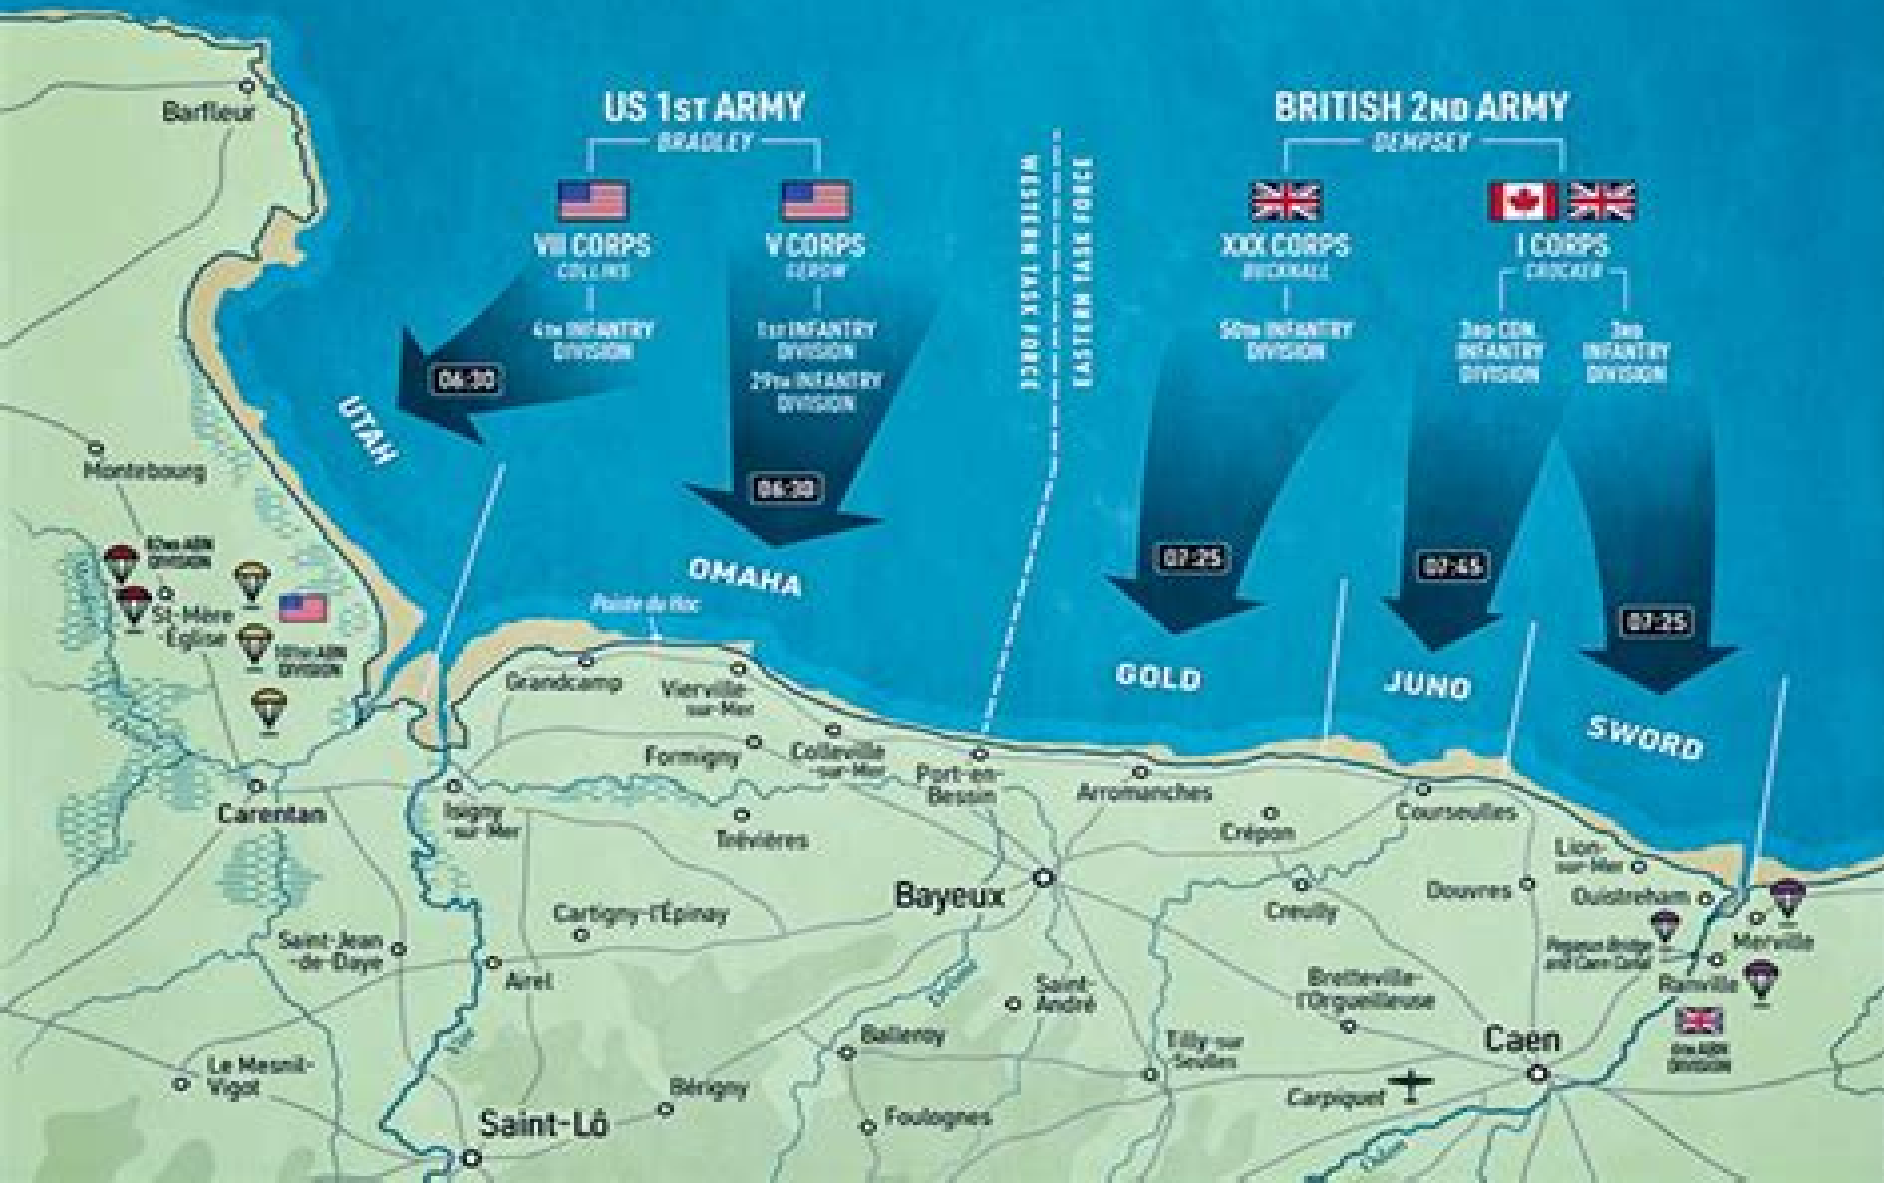 US 1ST ARMY
BRADLEY
VII CORPS
COLLINS
4TH INFANTRY
DIVISION
V CORPS
GEROW
1ST INFANTRY
DIVISION
29TH INFANTRY
DIVISION
WESTERN TASK FORCE
EASTERN TASK FORCE
BRITISH 2ND ARMY
DEMPSEY
XXX CORPS
BUCKNALL
50TH INFANTRY
DIVISION
I CORPS
CROCKER
3RD CDN
INFANTRY
DIVISION
3RD
INFANTRY
DIVISION
06:30
06:30
07:25
07:45
07:25
UTAH
OMAHA
GOLD
JUNO
SWORD
Barfleur
Montebourg
82ND ABN
DIVISION
St-Mère
-Église
101ST ABN
DIVISION
Carentan
Pointe du Hoc
Grandcamp
Vierville-
sur-Mer
Formigny
Colleville
-sur-Mer
Port-en-
Bessin
Arromanches
Isigny
-sur-Mer
Trévières
Crépon
Courseulles
Lion-
sur-Mer
Bayeux
Creully
Douvres
Ouistreham
Cartigny-l'Épinay
Saint-Jean
-de-Daye
Airel
Pegasus Bridge
and Caen Canal
Merville
Ranville
Drôme
Saint-
André
Bretteville-
l'Orgueilleuse
Balleroy
Tilly-sur
-Seulles
Caen
6TH ABN
DIVISION
Vire
Le Mesnil-
Vigot
Bérigny
Carpiquet
Saint-Lô
Foulognes
Odon